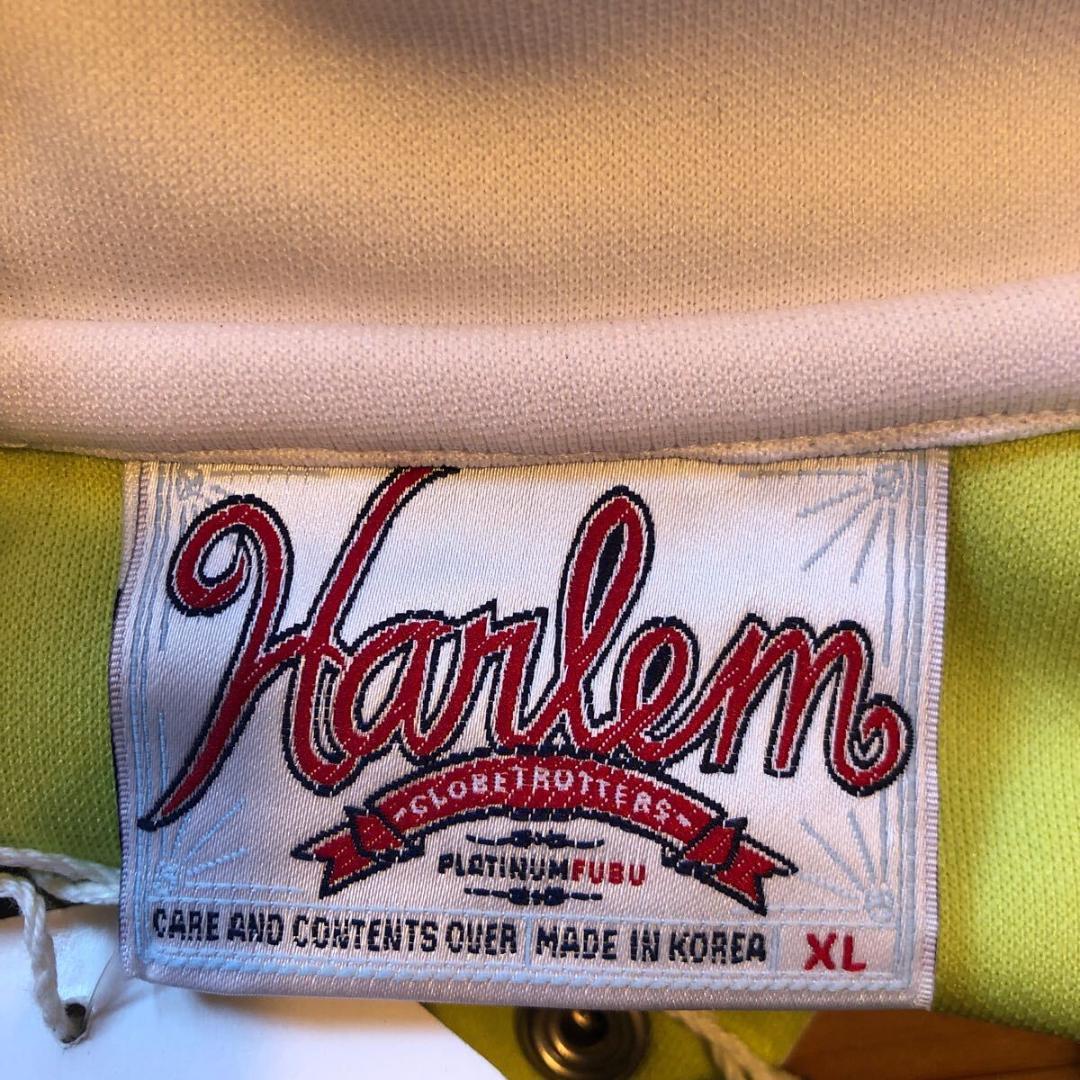 Harlem
GLOBETROTTERS
PLATINUMFUBU
CARE AND CONTENTS OVER MADE IN KOREA XL